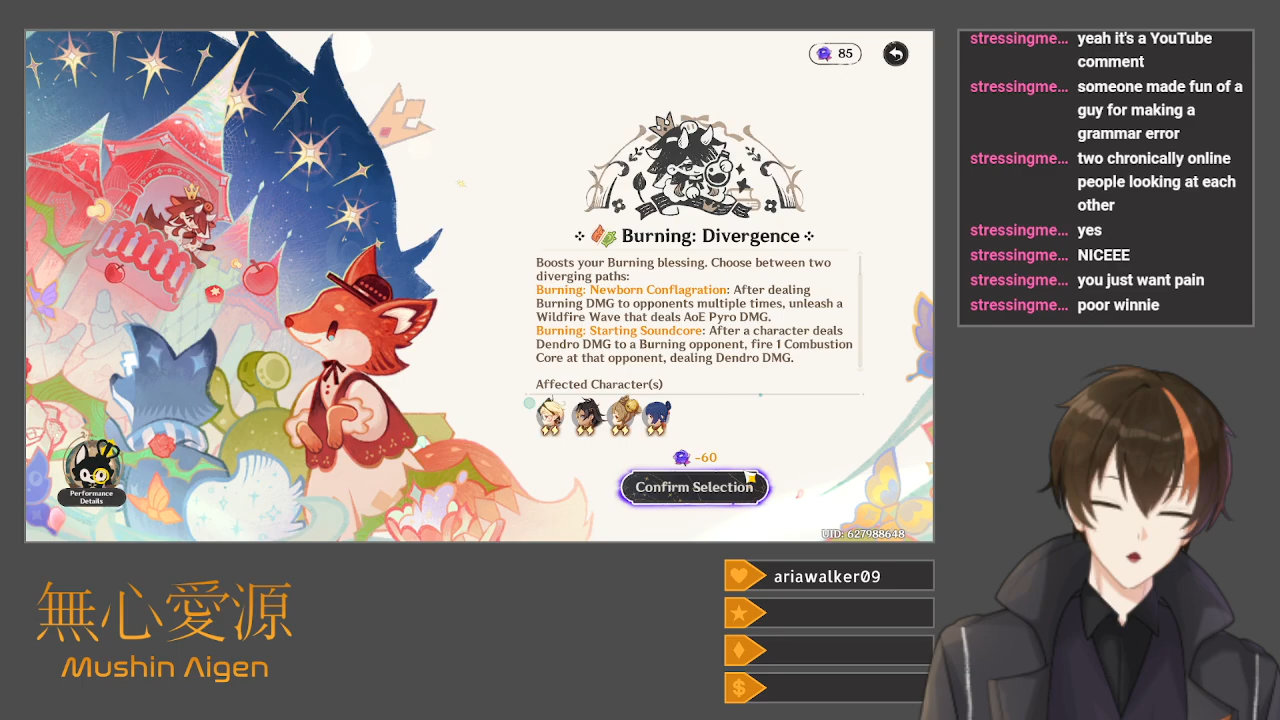 85
Burning: Divergence
Boosts your Burning blessing. Choose between two
diverging paths:
Burning: Newborn Conflagration: After dealing
Burning DMG to opponents multiple times, unleash a
Wildfire Wave that deals AoE Pyro DMG.
Burning: Starting Soundcore: After a character deals
Dendro DMG to a Burning opponent, fire 1 Combustion
Core at that opponent, dealing Dendro DMG.
Affected Character(s)
-60
Confirm Selection
Performance
Details
UID: 627988648
stressingme... yeah it's a YouTube
comment
stressingme... someone made fun of a
guy for making a
grammar error
stressingme... two chronically online
people looking at each
other
stressingme... yes
stressingme... NICEEE
stressingme... you just want pain
stressingme... poor winnie
無心愛源
Mushin Aigen
ariawalker09
$